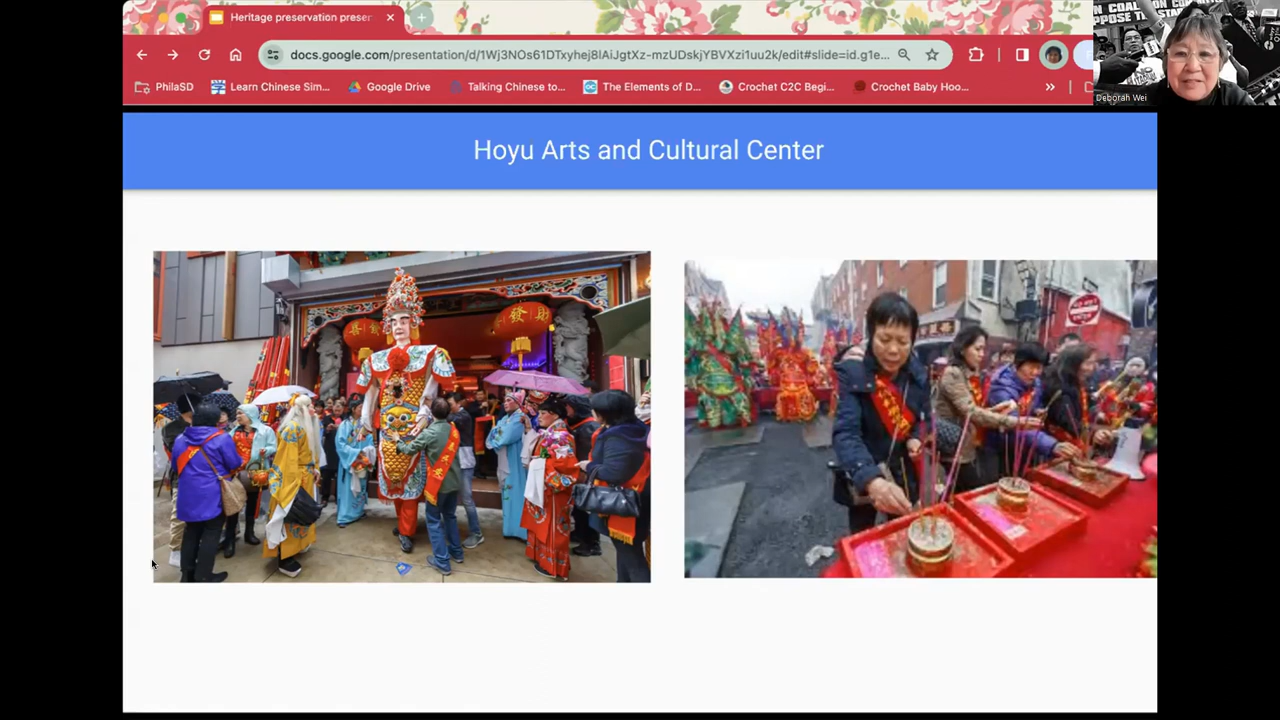 Heritage preservation preser
docs.google.com/presentation/d/1Wj3NOs61DTxyhej8IAiJgtXz-mzUDskjYBVXzi1uu2k/edit#slide=id.g1e...
PhilaSD
Learn Chinese Sim...
Google Drive
Talking Chinese to...
The Elements of D...
Crochet C2C Begi...
Crochet Baby Hoo...
Deborah Wei
Hoyu Arts and Cultural Center
發財